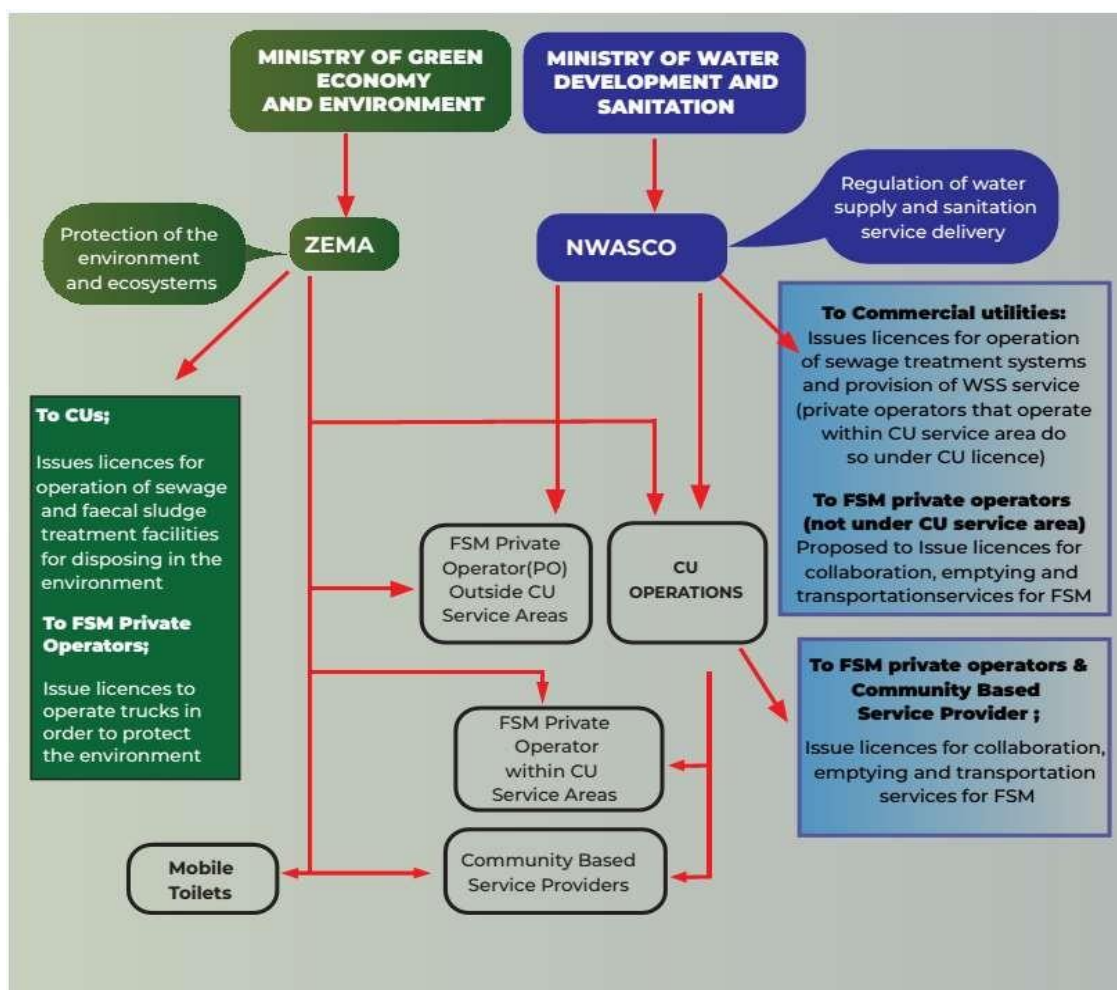 MINISTRY OF GREEN
ECONOMY
AND ENVIRONMENT
MINISTRY OF WATER
DEVELOPMENT AND
SANITATION
Protection of the
environment
and ecosystems
ZEMA
NWASCO
Regulation of water
supply and sanitation
service delivery
To CUs;
Issues licences for
operation of sewage
and faecal sludge
treatment facilities
for disposing in the
environment
To FSM Private
Operators;
Issue licences to
operate trucks in
order to protect
the environment
To Commercial utilities:
Issues licences for operation
of sewage treatment systems
and provision of WSS service
(private operators that operate
within CU service area do
so under CU licence)
To FSM private operators
(not under CU service area)
Proposed to Issue licences for
collaboration, emptying and
transportationservices for FSM
FSM Private
Operator(PO)
Outside CU
Service Areas
CU
OPERATIONS
To FSM private operators &
Community Based
Service Provider ;
Issue licences for collaboration,
emptying and transportation
services for FSM
FSM Private
Operator
within CU
Service Areas
Mobile
Toilets
Community Based
Service Providers